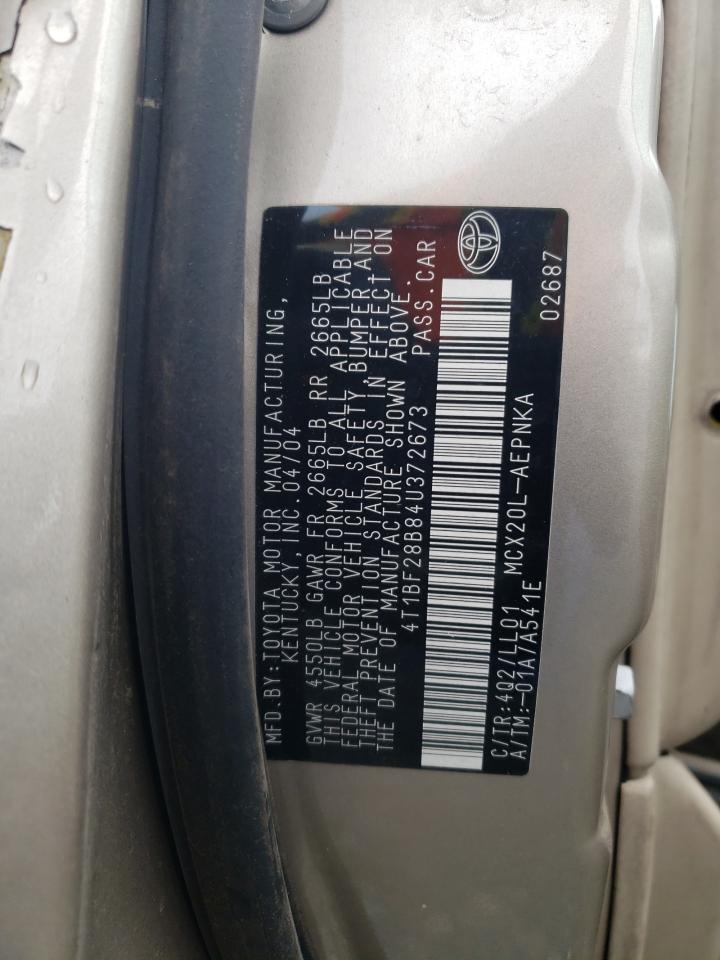 MFD.BY:TOYOTA MOTOR MANUFACTURING,
KENTUCKY,INC.04/04
GVWR 4550LB GAWR FR 2665LB RR 2665LB
THIS VEHICLE CONFORMS TO ALL APPLICABLE
FEDERAL MOTOR VEHICLE SAFETY,BUMPER,AND
THEFT PREVENTION STANDARDS IN EFFECT ON
THE DATE OF MANUFACTURE SHOWN ABOVE.
4T1BF28B84U372673 PASS.CAR
C/TR:4Q2/LL01 MCX20L-AEPNKA
A/TM:-01A/A541E 02687